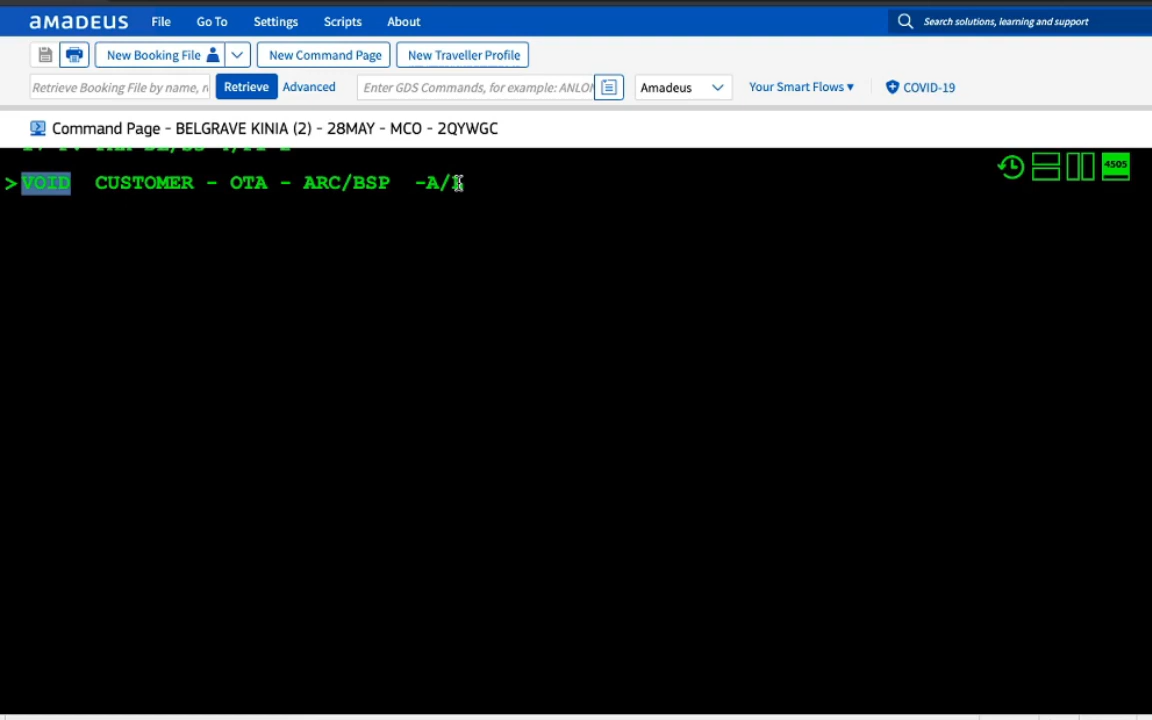 amadeus File Go To Settings Scripts About Search solutions, learning and support
New Booking File New Command Page New Traveller Profile
Retrieve Booking File by name, r Retrieve Advanced Enter GDS Commands, for example: ANLON Amadeus Your Smart Flows COVID-19
Command Page - BELGRAVE KINIA (2) - 28MAY - MCO - 2QYWGC
4505
>VOID CUSTOMER - OTA - ARC/BSP -A/